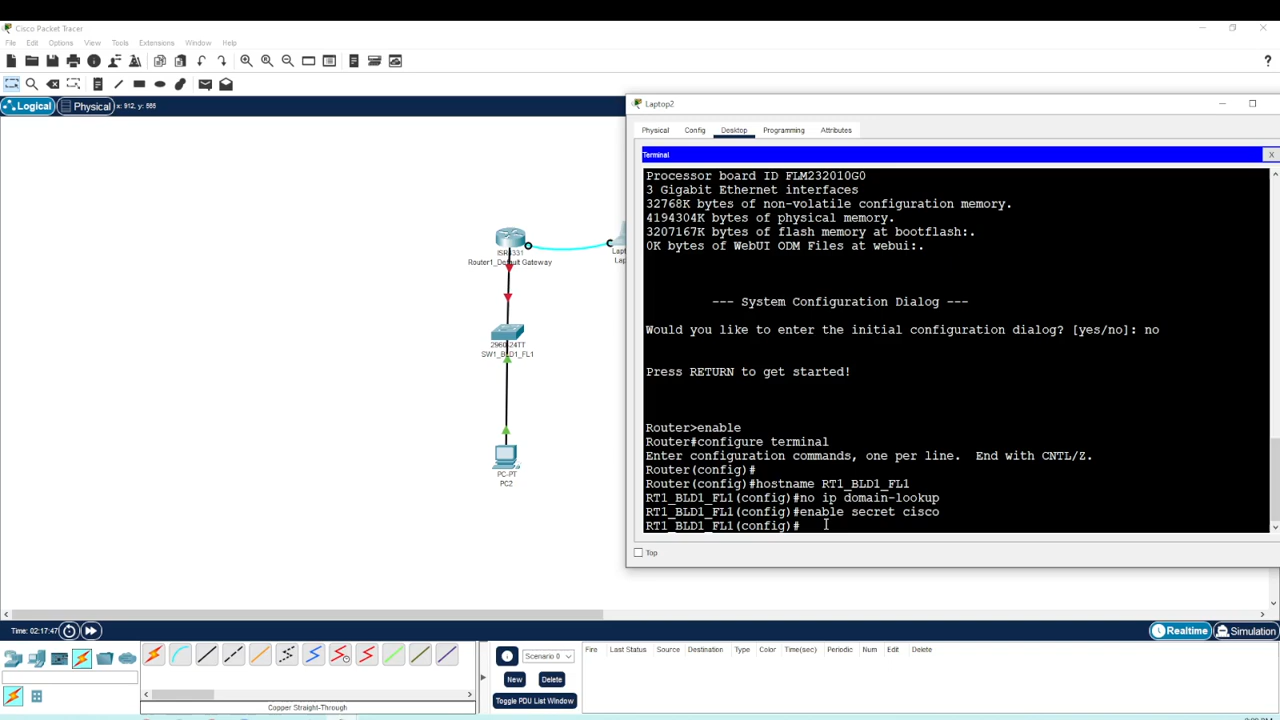 Cisco Packet Tracer
File Edit Options View Tools Extensions Window Help
Logical Physical x: 912, y: 585
Laptop2
Physical Config Desktop Programming Attributes
Terminal X
Processor board ID FLM232010G0
3 Gigabit Ethernet interfaces
32768K bytes of non-volatile configuration memory.
4194304K bytes of physical memory.
3207167K bytes of flash memory at bootflash:.
0K bytes of WebUI ODM Files at webui:.
--- System Configuration Dialog ---
Would you like to enter the initial configuration dialog? [yes/no]: no
Press RETURN to get started!
Router>enable
Router#configure terminal
Enter configuration commands, one per line. End with CNTL/Z.
Router(config)#
Router(config)#hostname RT1_BLD1_FL1
RT1_BLD1_FL1(config)#no ip domain-lookup
RT1_BLD1_FL1(config)#enable secret cisco
RT1_BLD1_FL1(config)#
Top
Router1_Default Gateway
Lap
SW1_BLD1_FL1
PC-PT
PC2
Time: 02:17:47
Realtime Simulation
Scenario 0
New Delete
Toggle PDU List Window
Fire Last Status Source Destination Type Color Time(sec) Periodic Num Edit Delete
Copper Straight-Through